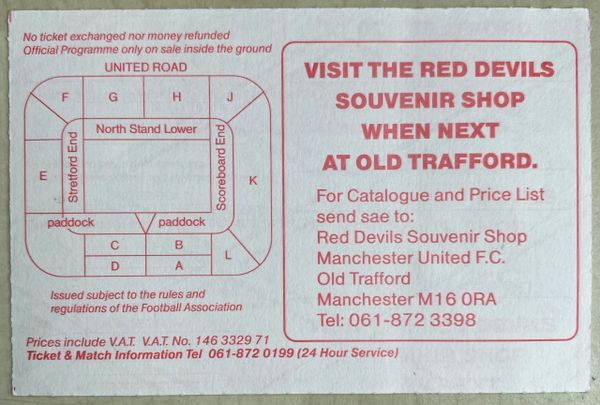 No ticket exchanged nor money refunded
Official Programme only on sale inside the ground
UNITED ROAD
F
G
H
J
North Stand Lower
Stretford End
Scoreboard End
E
K
paddock
paddock
C
B
D
A
L
Issued subject to the rules and
regulations of the Football Association
Prices include V.A.T. V.A.T. No. 146 3329 71
Ticket & Match Information Tel 061-872 0199 (24 Hour Service)
VISIT THE RED DEVILS
SOUVENIR SHOP
WHEN NEXT
AT OLD TRAFFORD.
For Catalogue and Price List
send sae to:
Red Devils Souvenir Shop
Manchester United F.C.
Old Trafford
Manchester M16 0RA
Tel: 061-872 3398